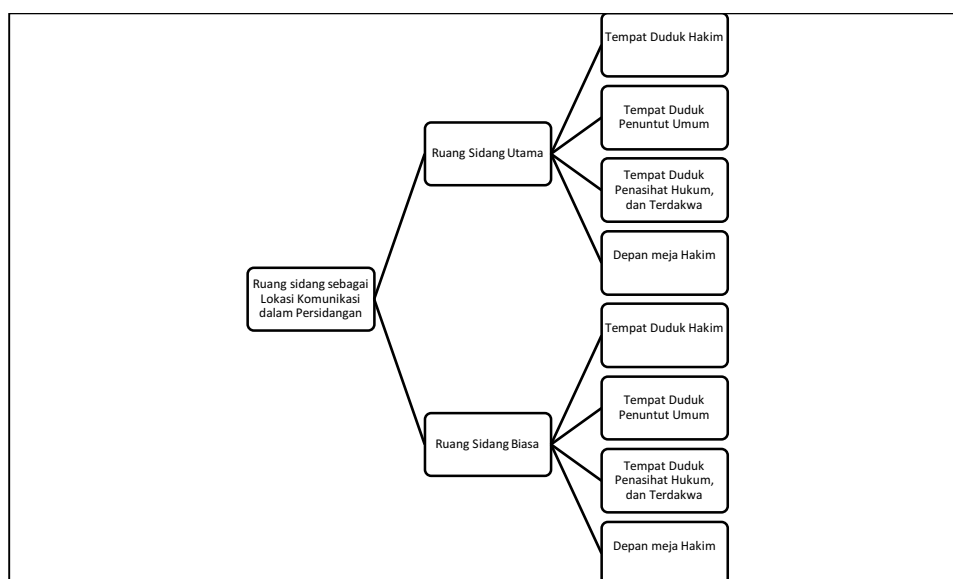 Ruang sidang sebagai
Lokasi Komunikasi
dalam Persidangan
Ruang Sidang Utama
Tempat Duduk Hakim
Tempat Duduk
Penuntut Umum
Tempat Duduk
Penasihat Hukum,
dan Terdakwa
Depan meja Hakim
Ruang Sidang Biasa
Tempat Duduk Hakim
Tempat Duduk
Penuntut Umum
Tempat Duduk
Penasihat Hukum,
dan Terdakwa
Depan meja Hakim